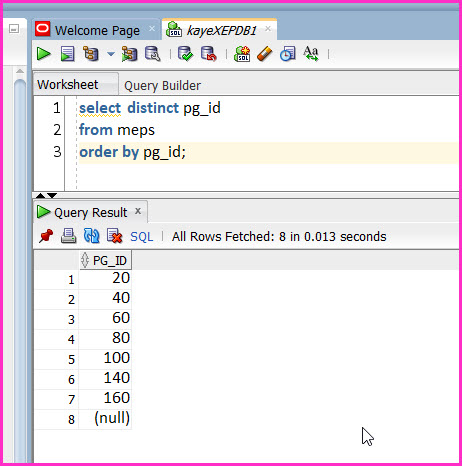 Welcome Page
kayeXEPDB1
Worksheet Query Builder
1 select distinct pg_id
2 from meps
3 order by pg_id;
Query Result x
SQL | All Rows Fetched: 8 in 0.013 seconds
PG_ID
1 20
2 40
3 60
4 80
5 100
6 140
7 160
8 (null)